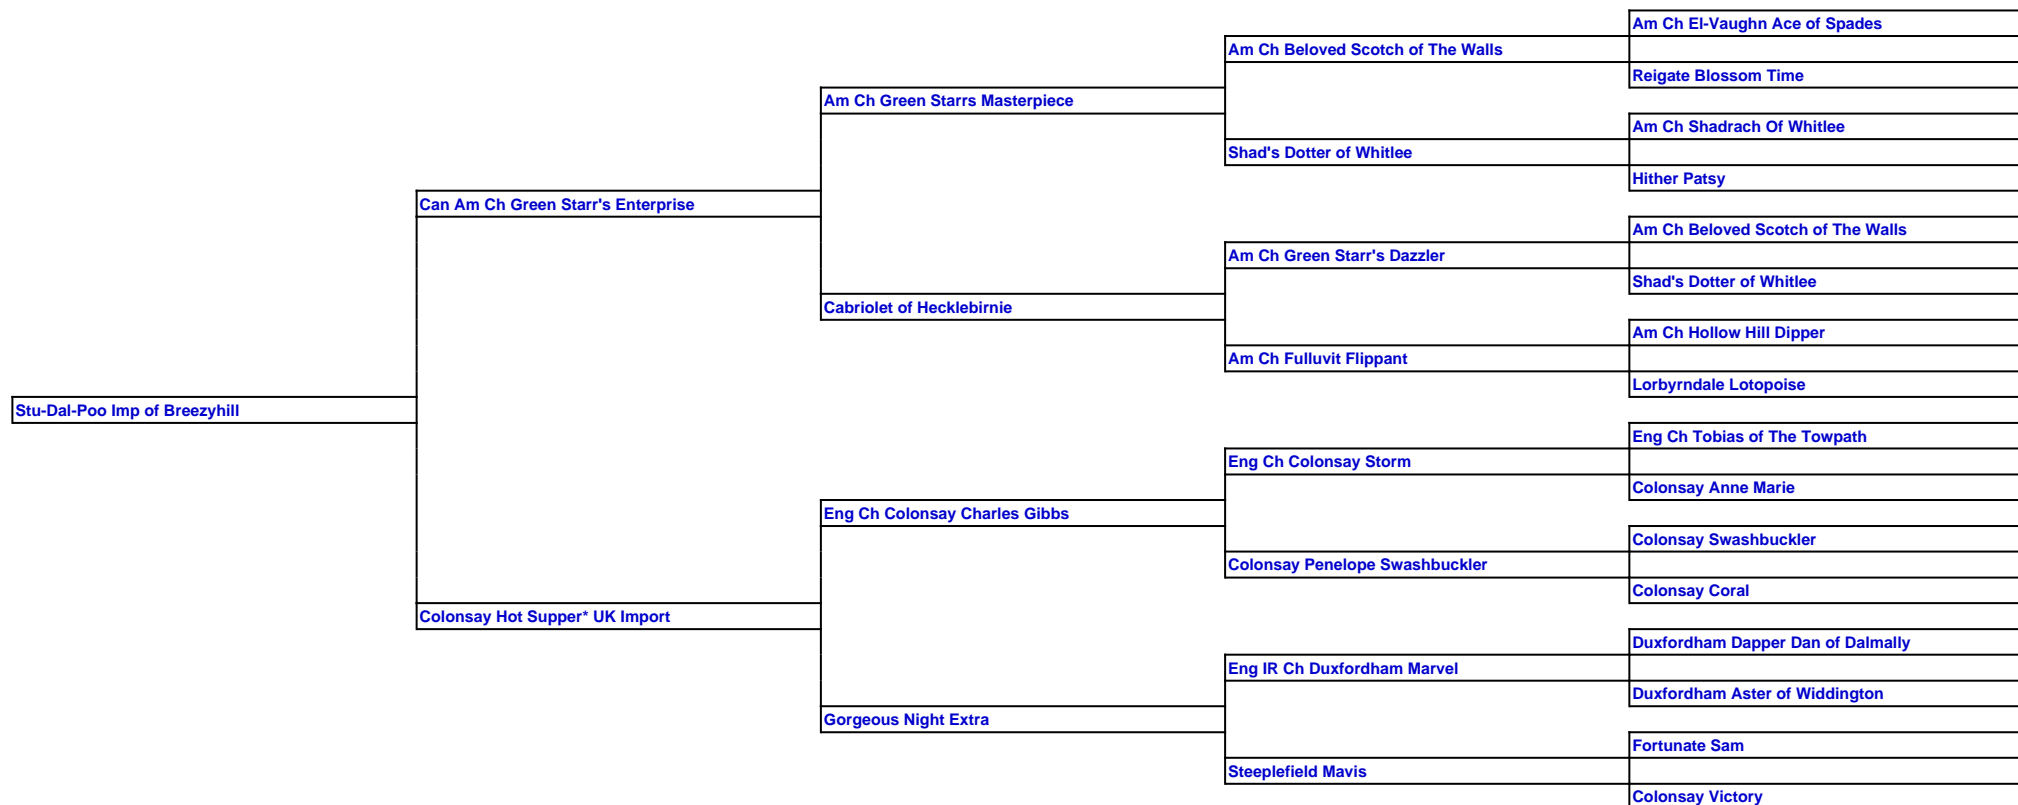 Am Ch El-Vaughn Ace of Spades
Am Ch Beloved Scotch of The Walls
Reigate Blossom Time
Am Ch Green Starrs Masterpiece
Am Ch Shadrach Of Whitlee
Shad's Dotter of Whitlee
Hither Patsy
Can Am Ch Green Starr's Enterprise
Am Ch Beloved Scotch of The Walls
Am Ch Green Starr's Dazzler
Shad's Dotter of Whitlee
Cabriolet of Hecklebirnie
Am Ch Hollow Hill Dipper
Am Ch Fulluvit Flippant
Lorbyrndale Lotopoise
Stu-Dal-Poo Imp of Breezyhill
Eng Ch Tobias of The Towpath
Eng Ch Colonsay Storm
Colonsay Anne Marie
Eng Ch Colonsay Charles Gibbs
Colonsay Swashbuckler
Colonsay Penelope Swashbuckler
Colonsay Coral
Colonsay Hot Supper* UK Import
Duxfordham Dapper Dan of Dalmally
Eng IR Ch Duxfordham Marvel
Duxfordham Aster of Widdington
Gorgeous Night Extra
Fortunate Sam
Steeplefield Mavis
Colonsay Victory